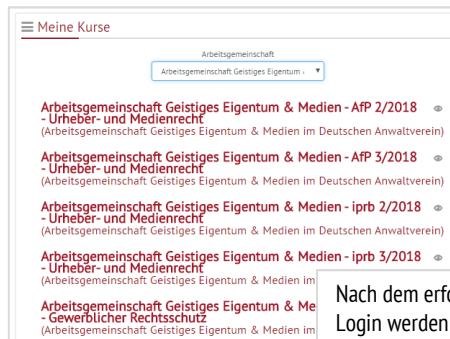 Meine Kurse
Arbeitsgemeinschaft
Arbeitsgemeinschaft Geistiges Eigentum
Arbeitsgemeinschaft Geistiges Eigentum & Medien - AfP 2/2018
- Urheber- und Medienrecht
(Arbeitsgemeinschaft Geistiges Eigentum & Medien im Deutschen Anwaltverein)
Arbeitsgemeinschaft Geistiges Eigentum & Medien - AfP 3/2018
- Urheber- und Medienrecht
(Arbeitsgemeinschaft Geistiges Eigentum & Medien im Deutschen Anwaltverein)
Arbeitsgemeinschaft Geistiges Eigentum & Medien - iprb 2/2018
- Urheber- und Medienrecht
(Arbeitsgemeinschaft Geistiges Eigentum & Medien im Deutschen Anwaltverein)
Arbeitsgemeinschaft Geistiges Eigentum & Medien - iprb 3/2018
- Urheber- und Medienrecht
(Arbeitsgemeinschaft Geistiges Eigentum & Medien im
Arbeitsgemeinschaft Geistiges Eigentum & Me
- Gewerblicher Rechtsschutz
(Arbeitsgemeinschaft Geistiges Eigentum & Medien im
Nach dem erfo
Login werden